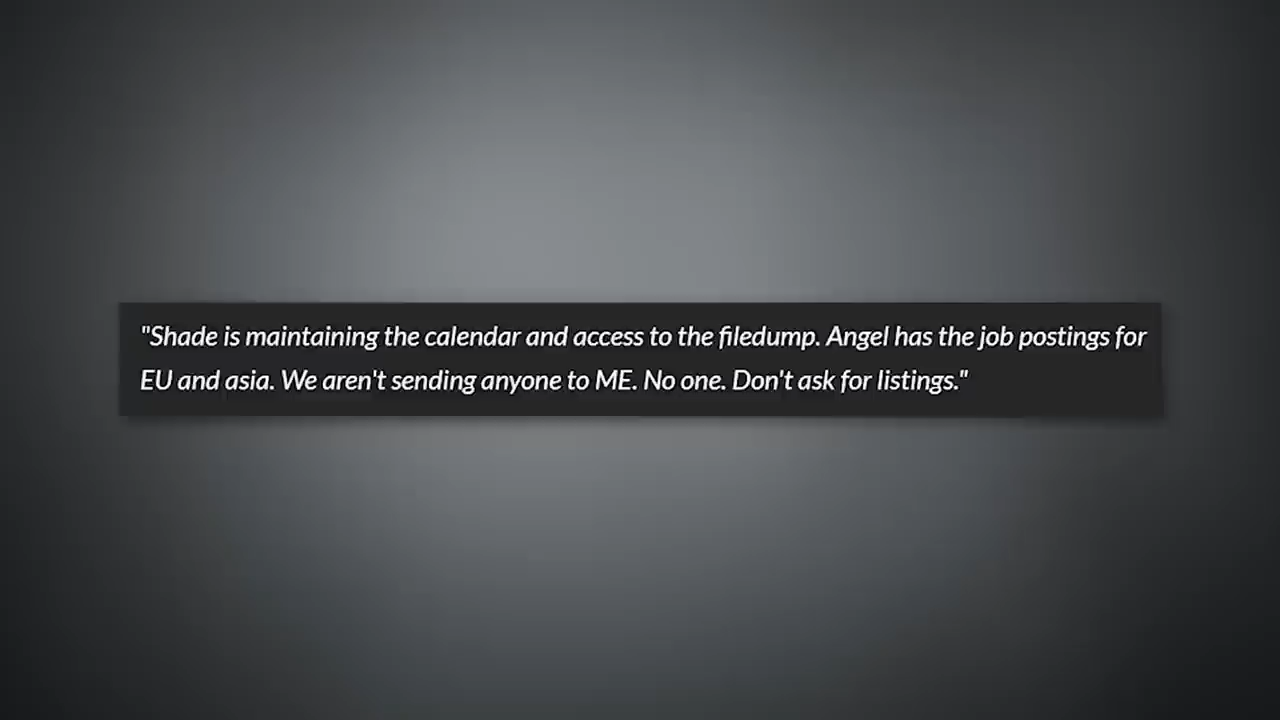 "Shade is maintaining the calendar and access to the filedump. Angel has the job postings for
EU and asia. We aren't sending anyone to ME. No one. Don't ask for listings."